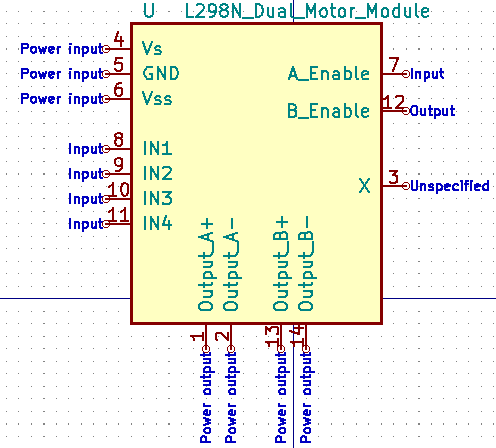 U L298N_Dual_Motor_Module
Power input 4 Vs
Power input 5 GND
Power input 6 Vss
A_Enable 7 Input
B_Enable 12 Output
Input 8 IN1
Input 9 IN2
Input 10 IN3
Input 11 IN4
X 3 Unspecified
Output_A+ 1 Power output
Output_A- 2 Power output
Output_B+ 13 Power output
Output_B- 14 Power output